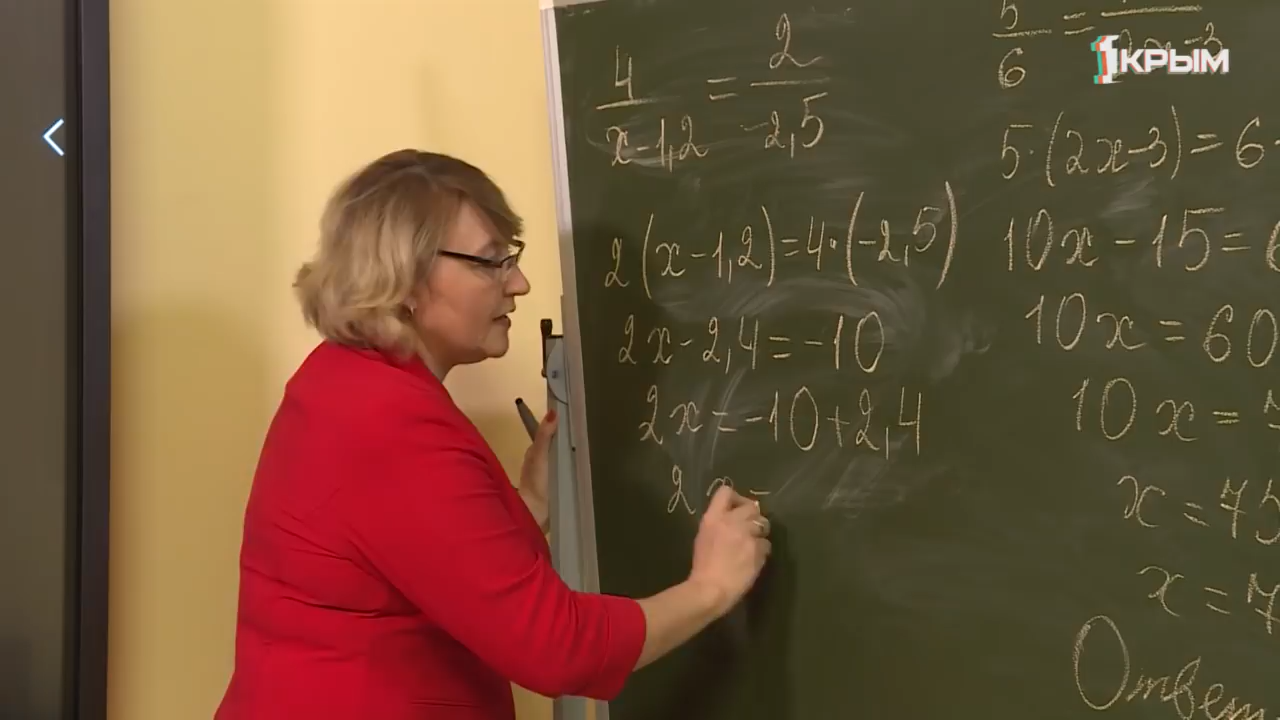 4/(x-1,2) = 2/-2,5
2(x-1,2)=4·(-2,5)
2x-2,4=-10
2x=-10+2,4
2x=
5/6 =
1КРЫМ
5·(2x-3)=6
10x-15=
10x=60
10x=
x=75
x=7
Ответ